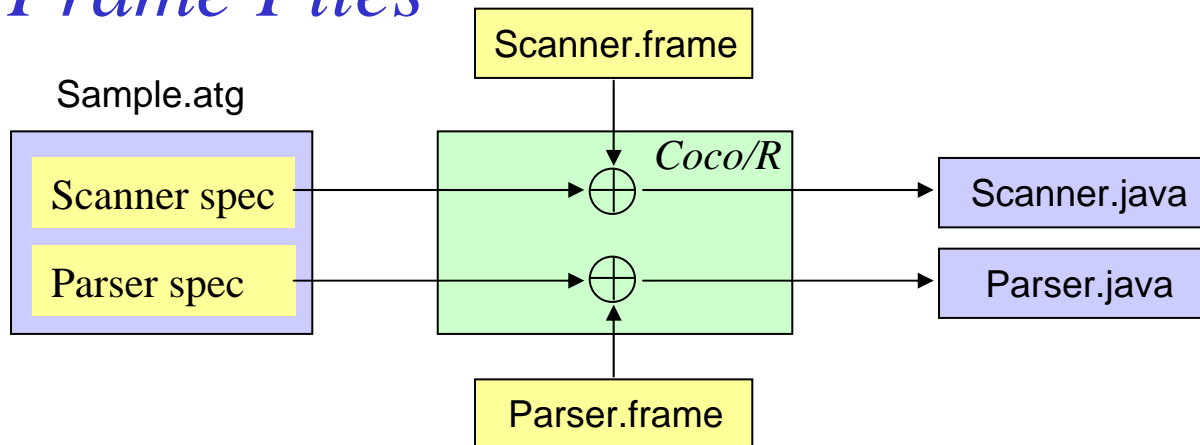 Frame Files
Scanner.frame
Sample.atg
Coco/R
Scanner spec
Scanner.java
Parser spec
Parser.java
Parser.frame